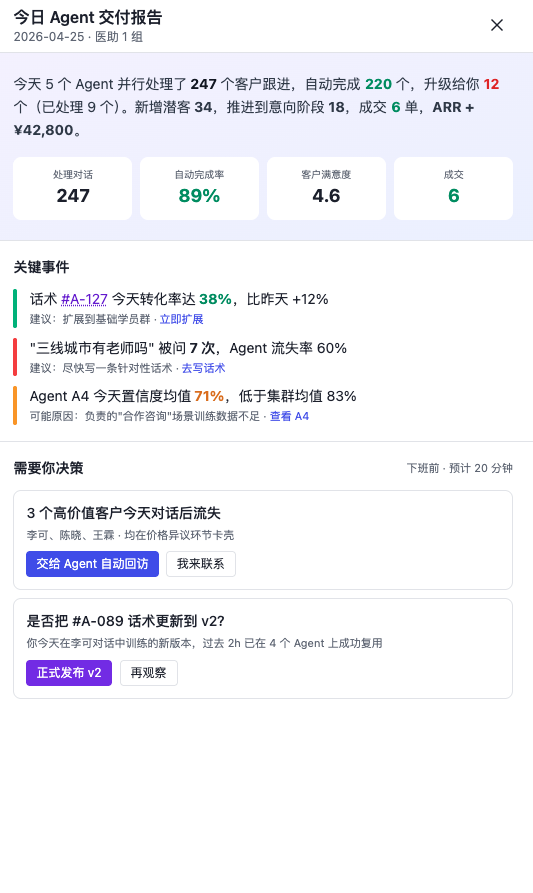 今日 Agent 交付报告
2026-04-25 · 医助 1 组
今天 5 个 Agent 并行处理了 247 个客户跟进，自动完成 220 个，升级给你 12
个（已处理 9 个）。新增潜客 34，推进到意向阶段 18，成交 6 单，ARR +
¥42,800。
处理对话
247
自动完成率
89%
客户满意度
4.6
成交
6
关键事件
话术 #A-127 今天转化率达 38%，比昨天 +12%
建议：扩展到基础学员群 · 立即扩展
"三线城市有老师吗" 被问 7 次，Agent 流失率 60%
建议：尽快写一条针对性话术 · 去写话术
Agent A4 今天置信度均值 71%，低于集群均值 83%
可能原因：负责的"合作咨询"场景训练数据不足 · 查看 A4
需要你决策
下班前 · 预计 20 分钟
3 个高价值客户今天对话后流失
李可、陈晓、王霖 · 均在价格异议环节卡壳
交给 Agent 自动回访
我来联系
是否把 #A-089 话术更新到 v2?
你今天在李可对话中训练的新版本，过去 2h 已在 4 个 Agent 上成功复用
正式发布 v2
再观察